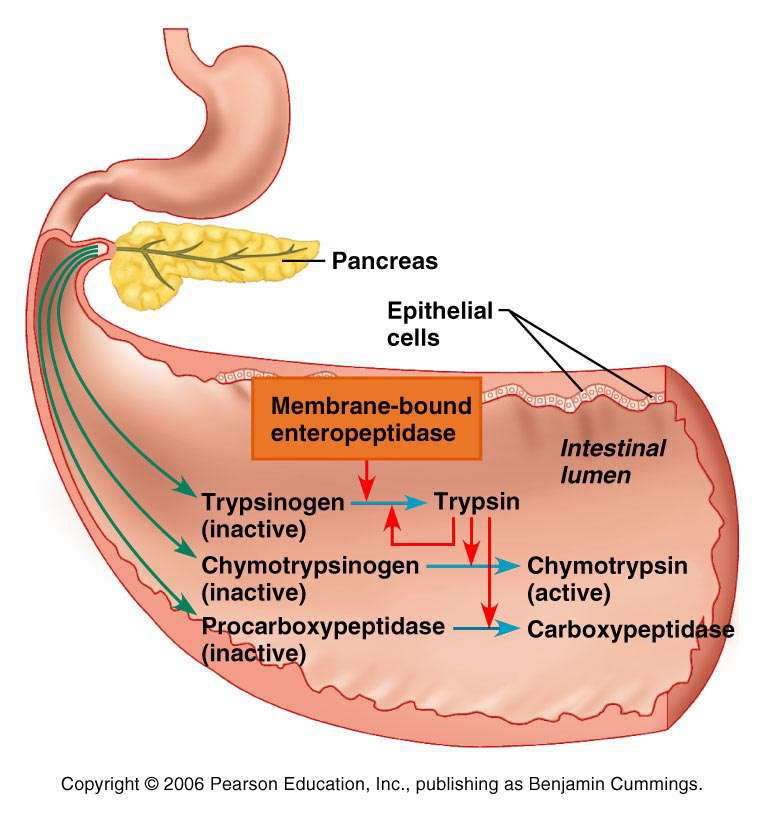 Pancreas
Epithelial
cells
Membrane-bound
enteropeptidase
Intestinal
lumen
Trypsinogen
(inactive)
Trypsin
Chymotrypsinogen
(inactive)
Chymotrypsin
(active)
Procarboxypeptidase
(inactive)
Carboxypeptidase
Copyright © 2006 Pearson Education, Inc., publishing as Benjamin Cummings.